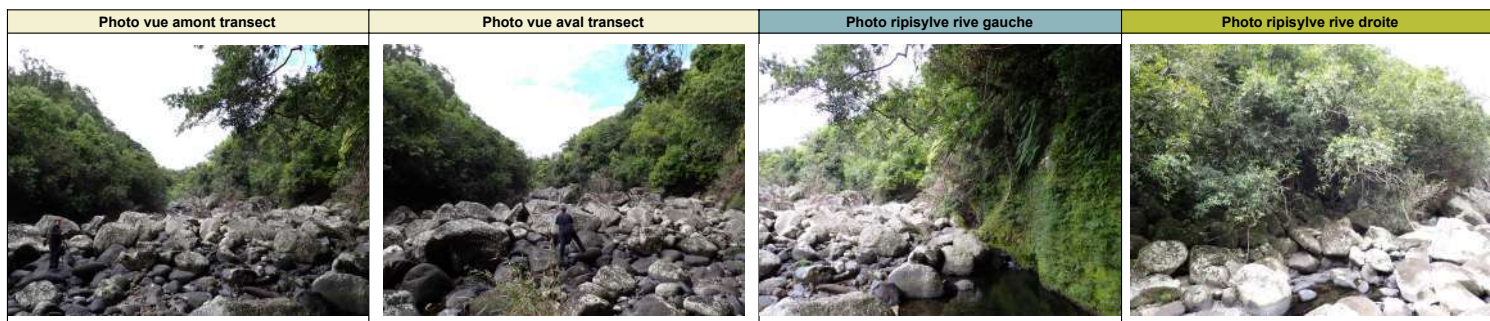 Photo vue amont transect
Photo vue aval transect
Photo ripisylve rive gauche
Photo ripisylve rive droite